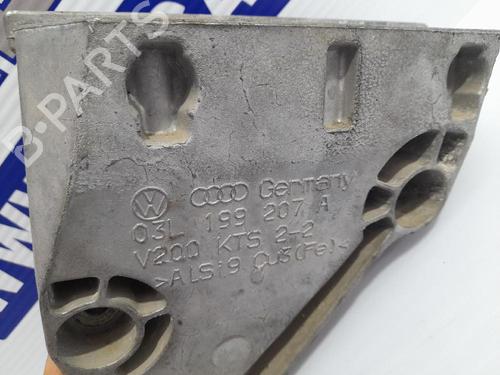 B-PARTS
Germany
03L 199 207 A
V200 KTS 2-2
>ALSi9 Cu3(Fe)<